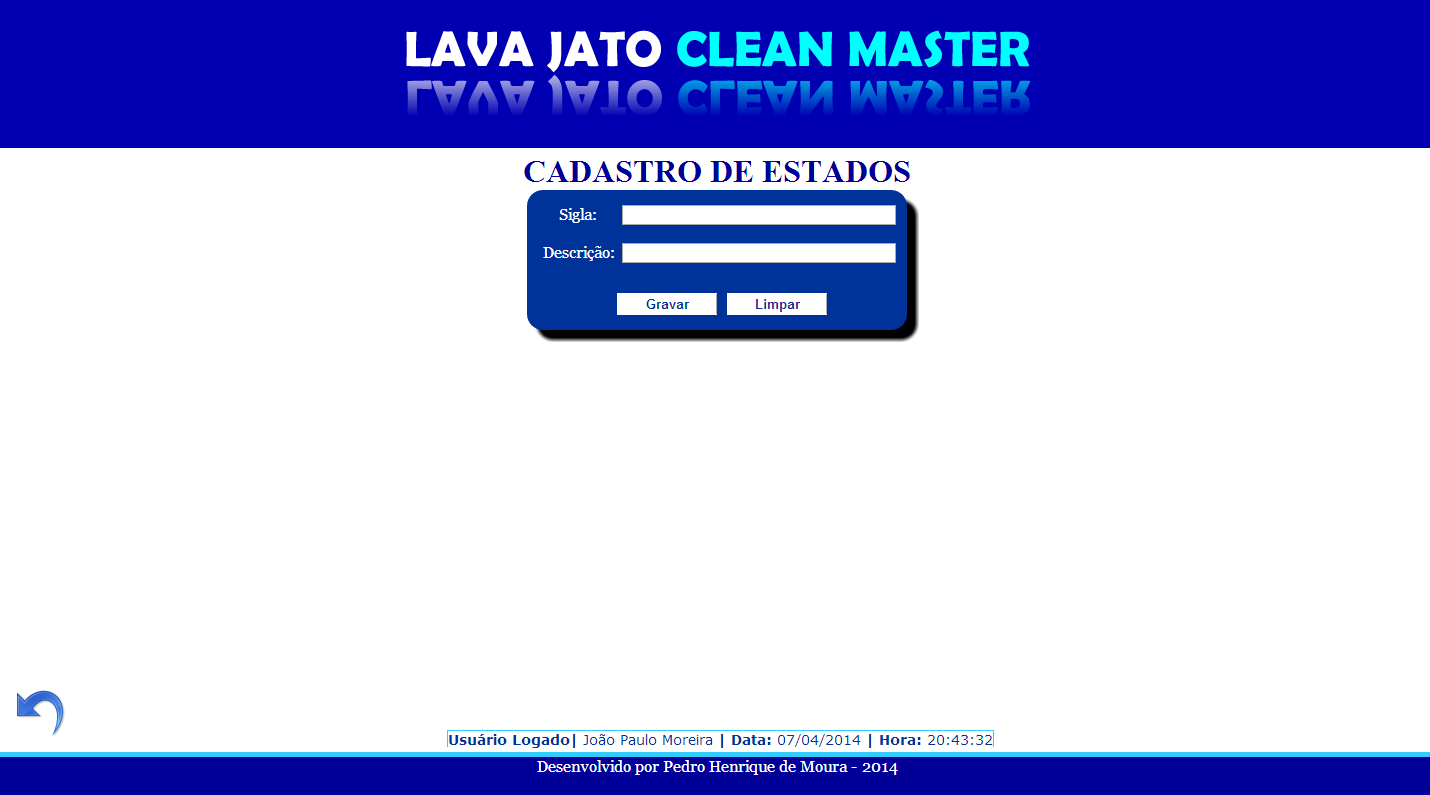 LAVA JATO CLEAN MASTER
CADASTRO DE ESTADOS
Sigla:
Descrição:
Gravar Limpar
Usuário Logado| João Paulo Moreira | Data: 07/04/2014 | Hora: 20:43:32
Desenvolvido por Pedro Henrique de Moura - 2014